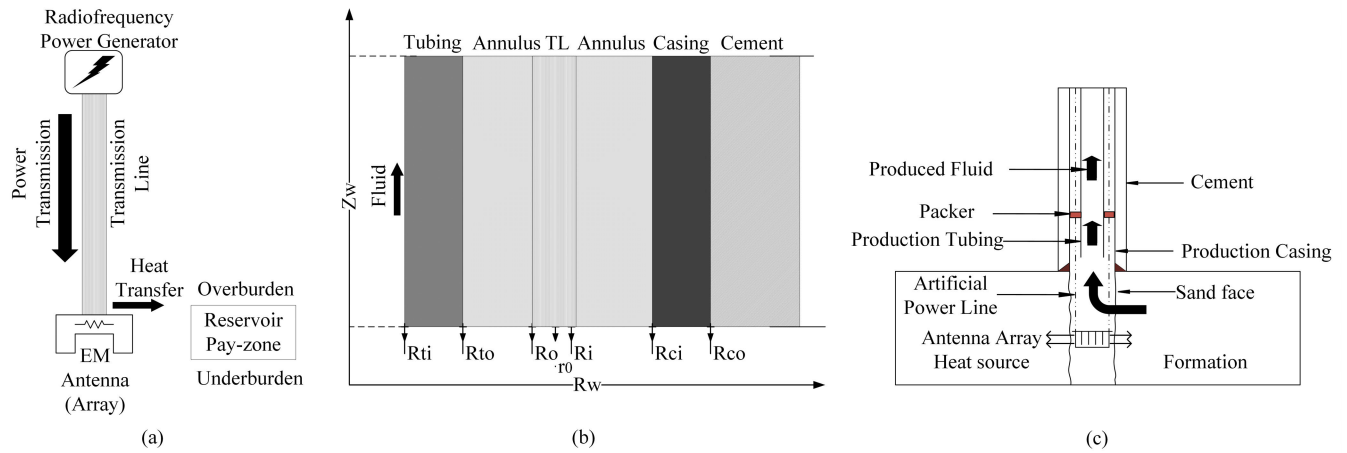 Radiofrequency
Power Generator
Power
Transmission
Transmission
Line
Heat
Transfer
Overburden
Reservoir
Pay-zone
EM
Antenna
(Array)
Underburden
(a)
Tubing Annulus TL Annulus Casing Cement
Zw
Fluid
Rti Rto Ro r0 Ri Rci Rco
Rw
(b)
Produced Fluid
Cement
Packer
Production Tubing
Production Casing
Artificial
Power Line
Sand face
Antenna Array
Heat source
Formation
(c)